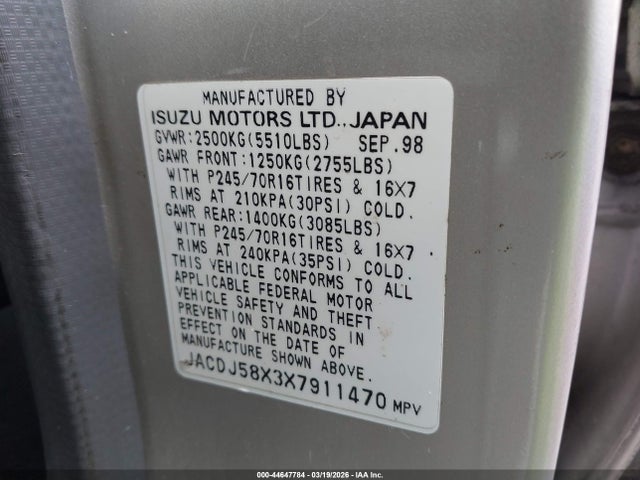 MANUFACTURED BY
ISUZU MOTORS LTD., JAPAN
GVWR:2500KG(5510LBS) SEP.98
GAWR FRONT:1250KG(2755LBS)
WITH P245/70R16TIRES & 16X7
RIMS AT 210KPA(30PSI) COLD.
GAWR REAR:1400KG(3085LBS)
WITH P245/70R16TIRES & 16X7
RIMS AT 240KPA(35PSI) COLD.
THIS VEHICLE CONFORMS TO ALL
APPLICABLE FEDERAL MOTOR
VEHICLE SAFETY AND THEFT
PREVENTION STANDARDS IN
EFFECT ON THE DATE OF
MANUFACTURE SHOWN ABOVE.
JACDJ58X3X7911470 MPV
000-44647784 | 03/19/2026 | IAA Inc.